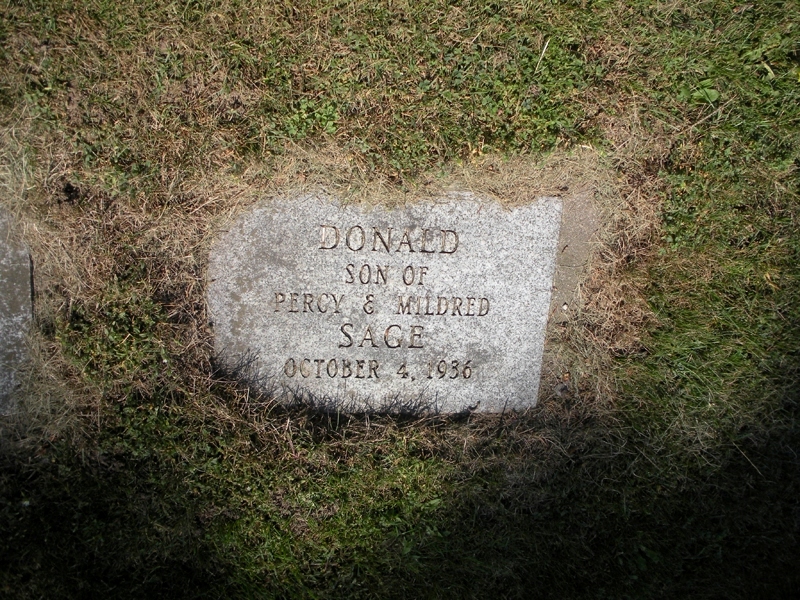 DONALD
SON OF
PERCY & MILDRED
SAGE
OCTOBER 4, 1936